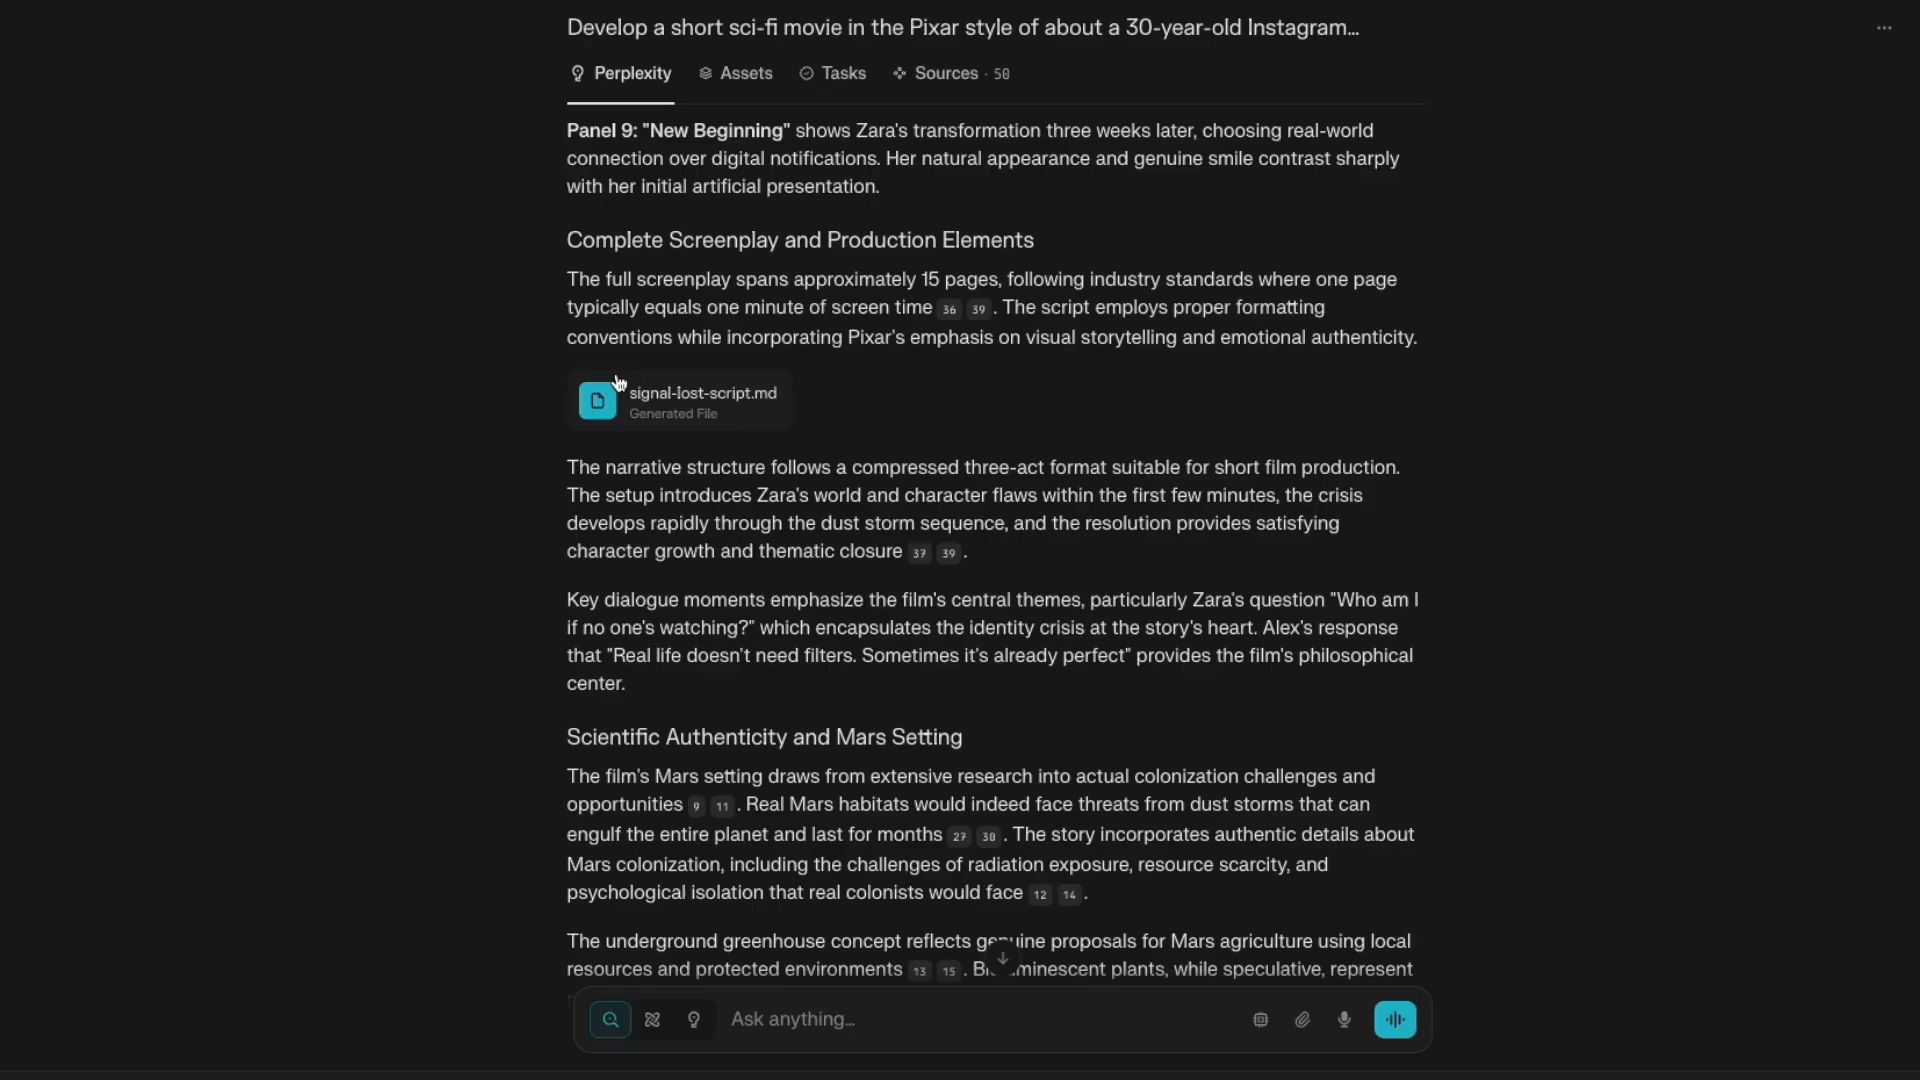 Develop a short sci-fi movie in the Pixar style of about a 30-year-old Instagram...
Perplexity
Assets
Tasks
Sources · 50
Panel 9: "New Beginning" shows Zara's transformation three weeks later, choosing real-world
connection over digital notifications. Her natural appearance and genuine smile contrast sharply
with her initial artificial presentation.
Complete Screenplay and Production Elements
The full screenplay spans approximately 15 pages, following industry standards where one page
typically equals one minute of screen time 36 39 . The script employs proper formatting
conventions while incorporating Pixar's emphasis on visual storytelling and emotional authenticity.
signal-lost-script.md
Generated File
The narrative structure follows a compressed three-act format suitable for short film production.
The setup introduces Zara's world and character flaws within the first few minutes, the crisis
develops rapidly through the dust storm sequence, and the resolution provides satisfying
character growth and thematic closure 37 39 .
Key dialogue moments emphasize the film's central themes, particularly Zara's question "Who am I
if no one's watching?" which encapsulates the identity crisis at the story's heart. Alex's response
that "Real life doesn't need filters. Sometimes it's already perfect" provides the film's philosophical
center.
Scientific Authenticity and Mars Setting
The film's Mars setting draws from extensive research into actual colonization challenges and
opportunities 9 11 . Real Mars habitats would indeed face threats from dust storms that can
engulf the entire planet and last for months 27 30 . The story incorporates authentic details about
Mars colonization, including the challenges of radiation exposure, resource scarcity, and
psychological isolation that real colonists would face 12 14 .
The underground greenhouse concept reflects genuine proposals for Mars agriculture using local
resources and protected environments 13 15 . plants, while speculative, represent
Ask anything...